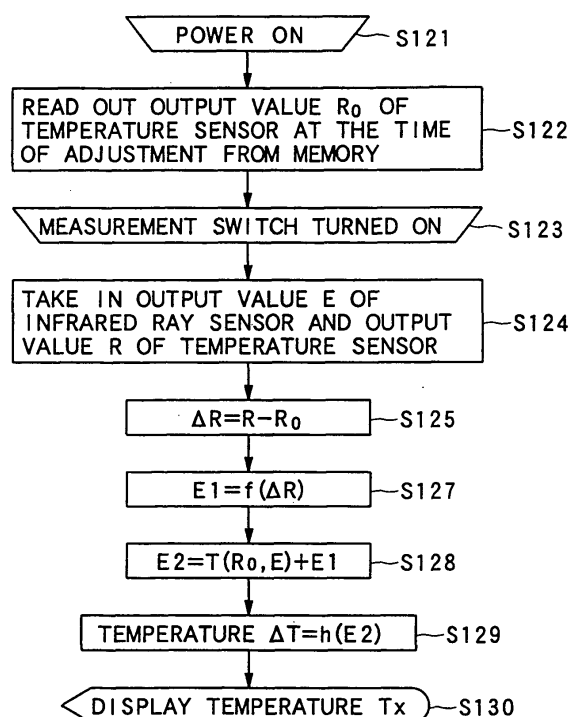 POWER ON
S121
READ OUT OUTPUT VALUE R0 OF
TEMPERATURE SENSOR AT THE TIME
OF ADJUSTMENT FROM MEMORY
S122
MEASUREMENT SWITCH TURNED ON
S123
TAKE IN OUTPUT VALUE E OF
INFRARED RAY SENSOR AND OUTPUT
VALUE R OF TEMPERATURE SENSOR
S124
ΔR=R−R0
S125
E1=f(ΔR)
S127
E2=T(R0,E)+E1
S128
TEMPERATURE ΔT=h(E2)
S129
DISPLAY TEMPERATURE Tx
S130